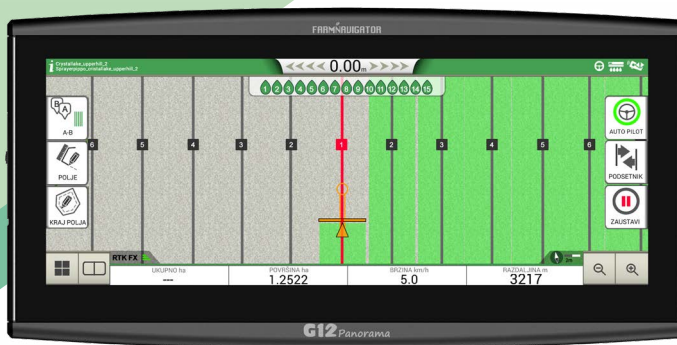 FARMNAVIGATOR
Crystallake_upperhill_2
<<<< 0.00m >>>>
1 2 3 4 5 6 7 8 9 10 11 12 13 14 15
B A
A-B
AUTO PILOT
6 5 4 3 2 1 2 3 4 5 6
POLJE
PODSETNIK
KRAJ POLJA
ZAUSTAVI
RTK FX
2m
UKUPNO ha
---
POVRŠINA ha
1.2522
BRZINA km/h
5.0
RAZDALJINA m
3217
G12 Panorama